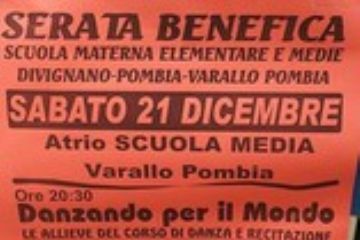 SERATA BENEFICA
SCUOLA MATERNA ELEMENTARE E MEDIE
DIVIGNANO-POMBIA-VARALLO POMBIA
SABATO 21 DICEMBRE
Atrio SCUOLA MEDIA
Varallo Pombia
Ore 20:30
Danzando per il Mondo
LE ALLIEVE DEL CORSO DI DANZA E RECITAZIONE